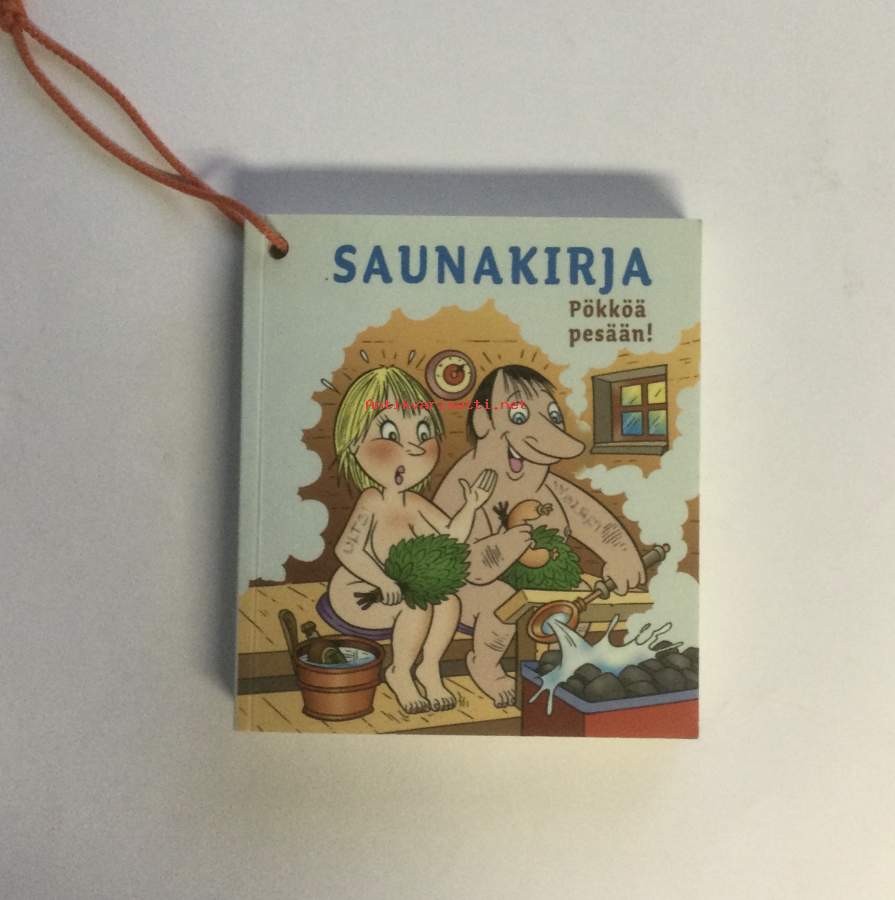 SAUNAKIRJA
Pökköä
pesään!
Antikvariaatti.net